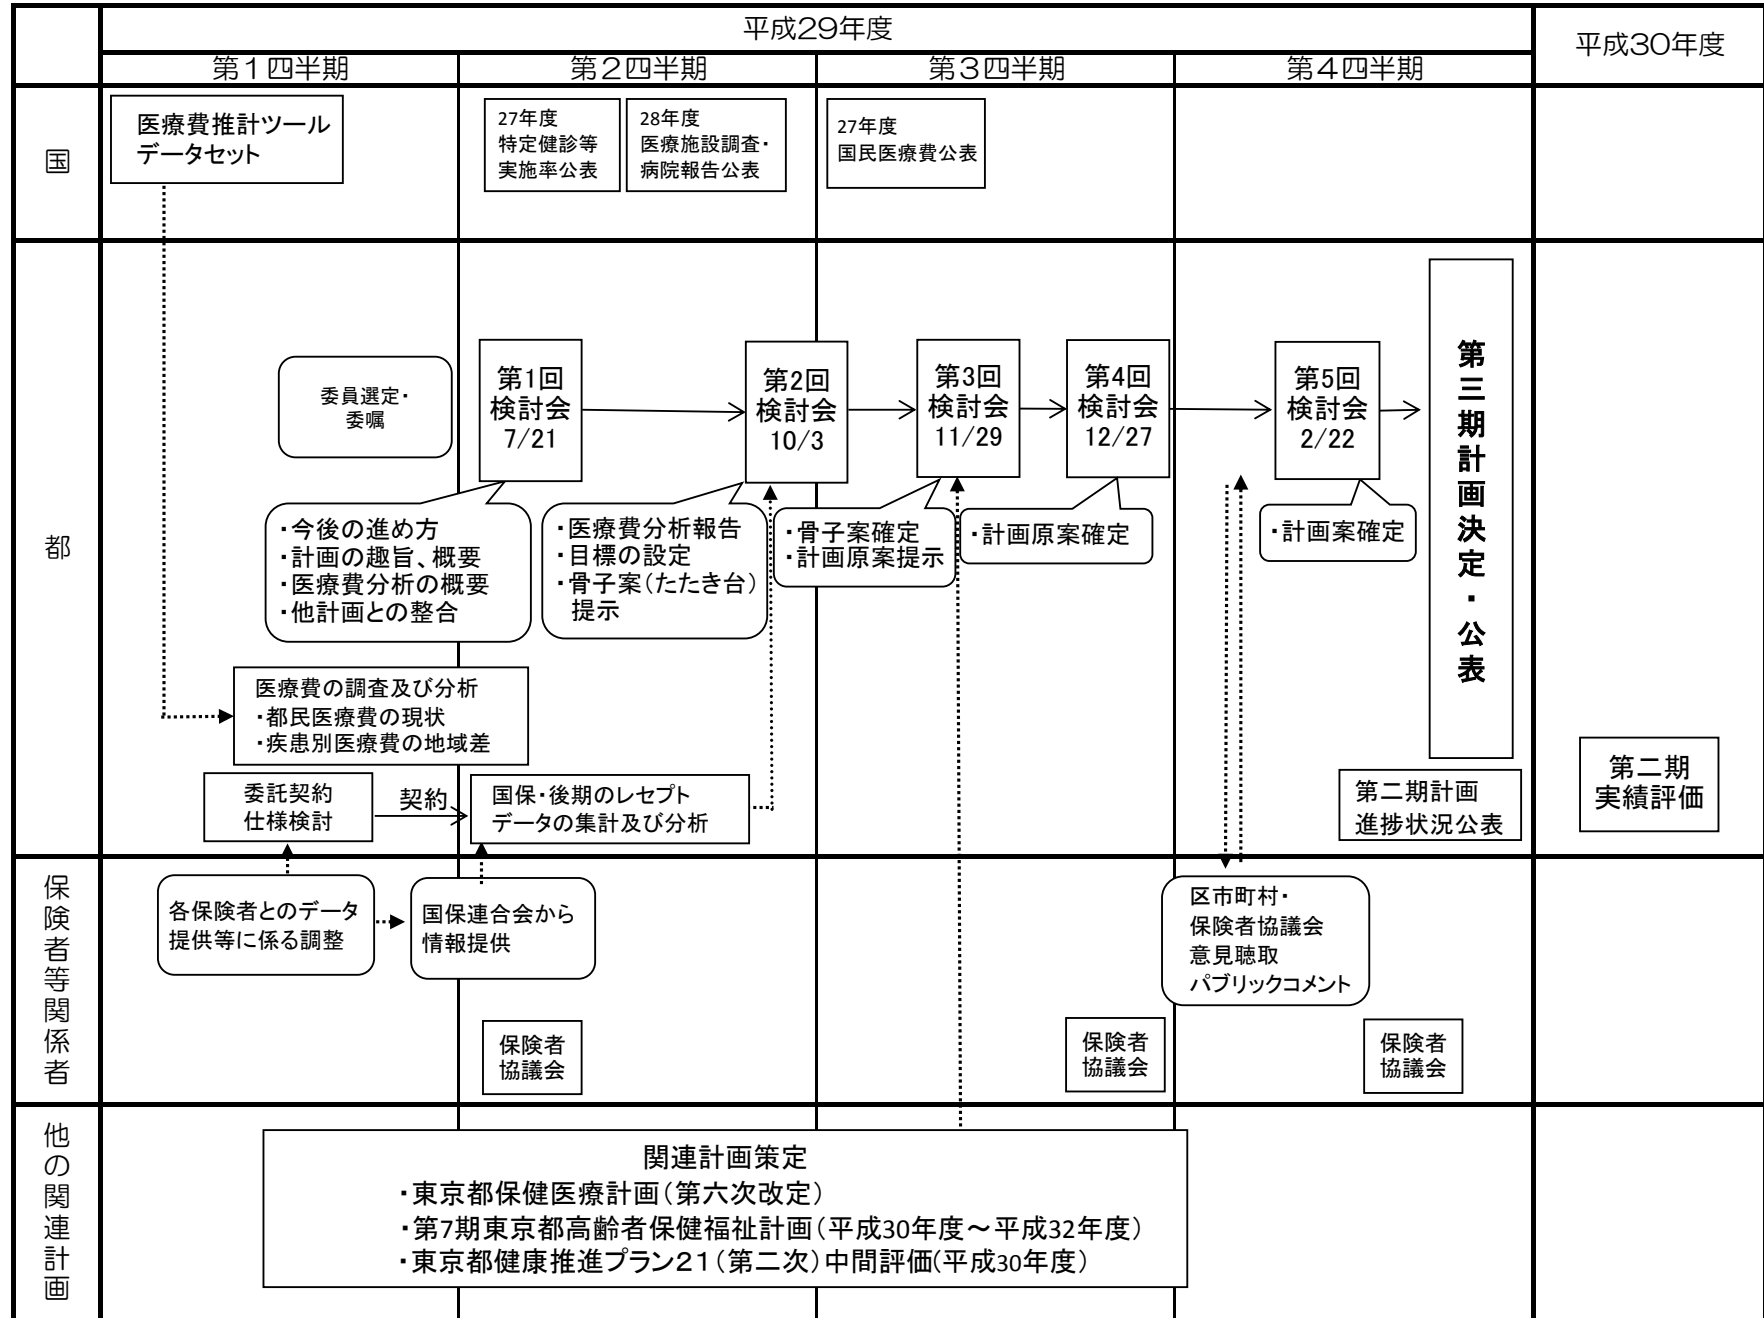 平成29年度
平成30年度
第1四半期
第2四半期
第3四半期
第4四半期
国
医療費推計ツール
データセット
27年度
特定健診等
実施率公表
28年度
医療施設調査・
病院報告公表
27年度
国民医療費公表
都
委員選定・
委嘱
第1回
検討会
7/21
第2回
検討会
10/3
第3回
検討会
11/29
第4回
検討会
12/27
第5回
検討会
2/22
第三期計画決定・公表
・今後の進め方
・計画の趣旨、概要
・医療費分析の概要
・他計画との整合
・医療費分析報告
・目標の設定
・骨子案(たたき台)
提示
・骨子案確定
・計画原案提示
・計画原案確定
・計画案確定
医療費の調査及び分析
・都民医療費の現状
・疾患別医療費の地域差
委託契約
仕様検討
契約
国保・後期のレセプト
データの集計及び分析
第二期計画
進捗状況公表
第二期
実績評価
保険者等関係者
各保険者とのデータ
提供等に係る調整
国保連合会から
情報提供
区市町村・
保険者協議会
意見聴取
パブリックコメント
保険者
協議会
保険者
協議会
保険者
協議会
他の関連計画
関連計画策定
・東京都保健医療計画(第六次改定)
・第7期東京都高齢者保健福祉計画(平成30年度～平成32年度)
・東京都健康推進プラン21(第二次)中間評価(平成30年度)